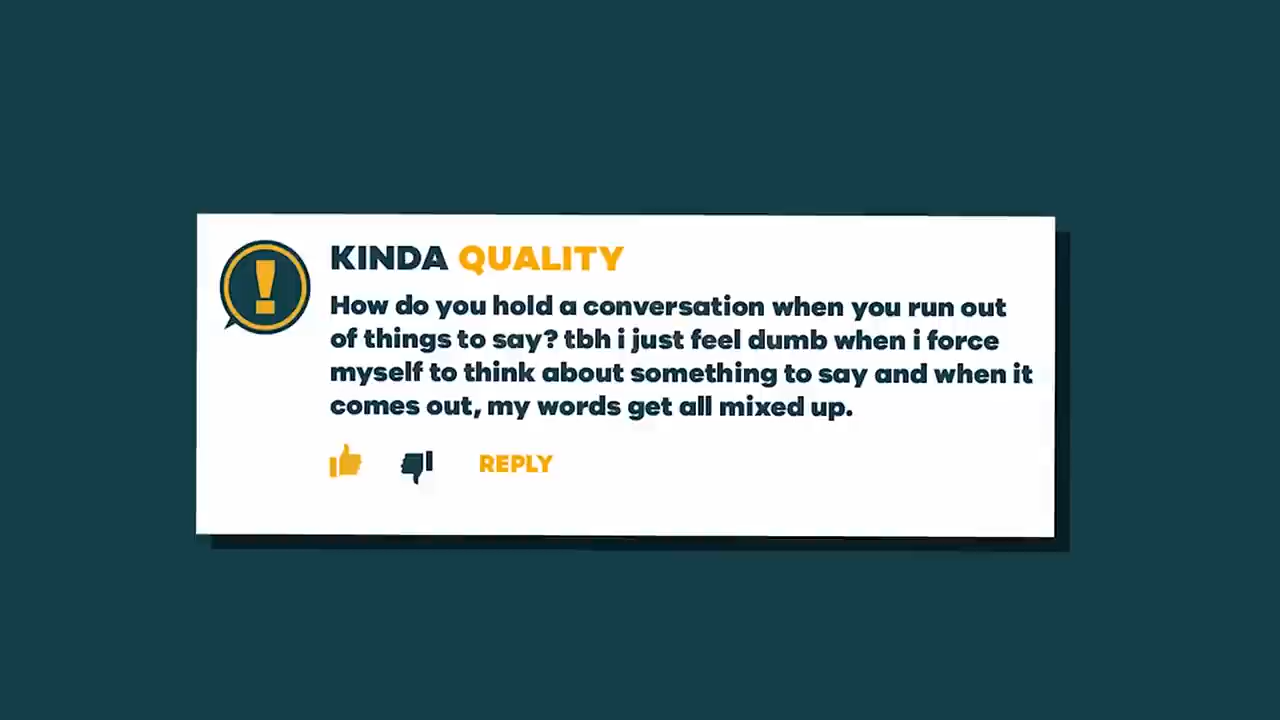 KINDA QUALITY
How do you hold a conversation when you run out
of things to say? tbh i just feel dumb when i force
myself to think about something to say and when it
comes out, my words get all mixed up.
REPLY